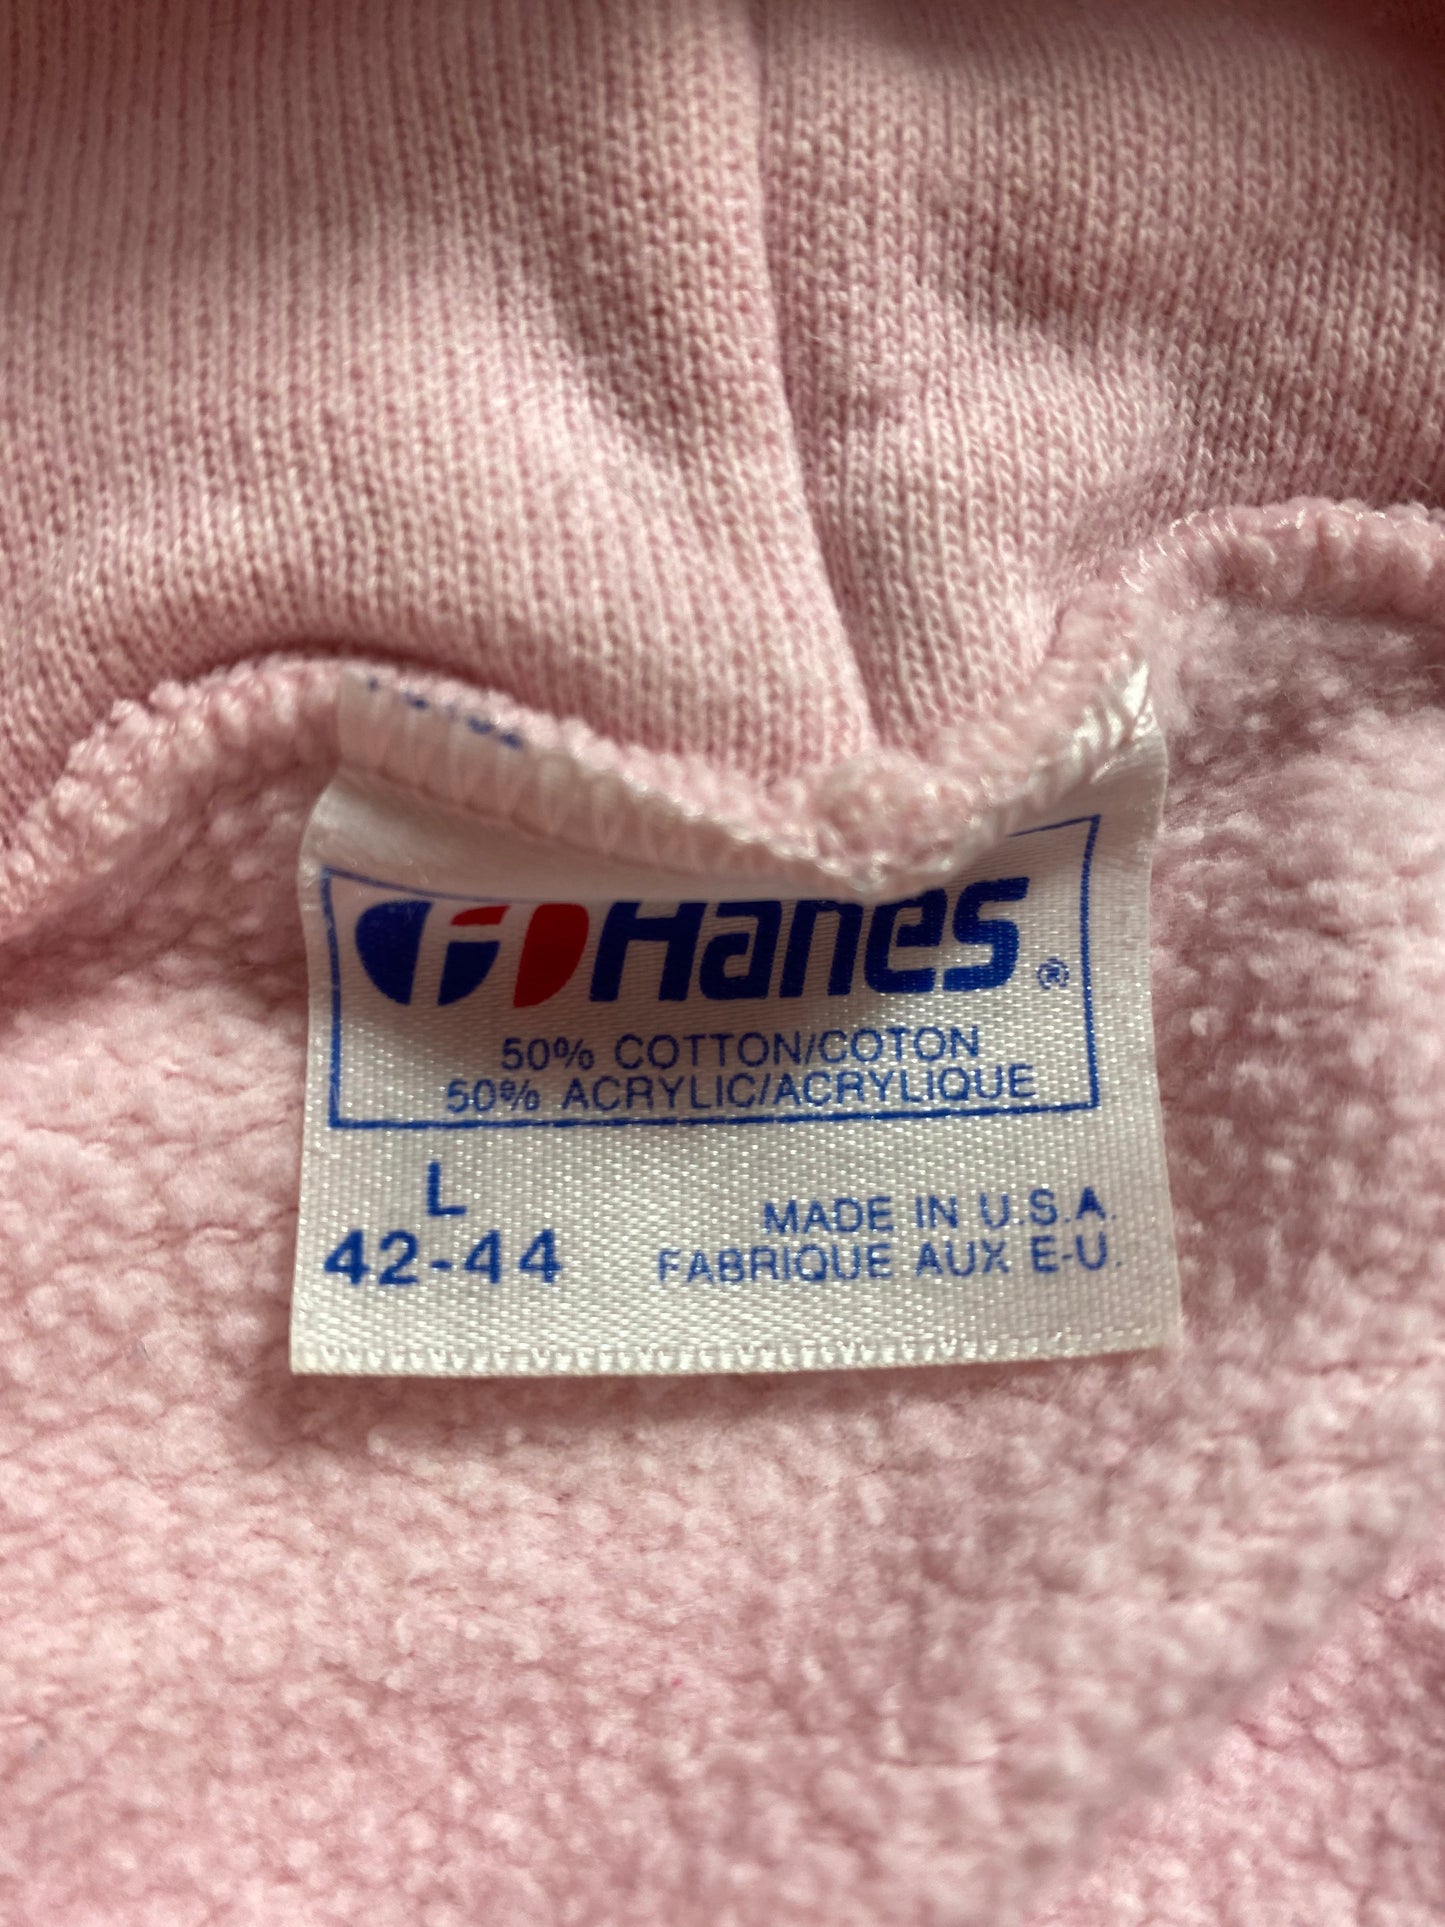 Hanes®
50% COTTON/COTON
50% ACRYLIC/ACRYLIQUE
L
42-44
MADE IN U.S.A.
FABRIQUE AUX E-U.